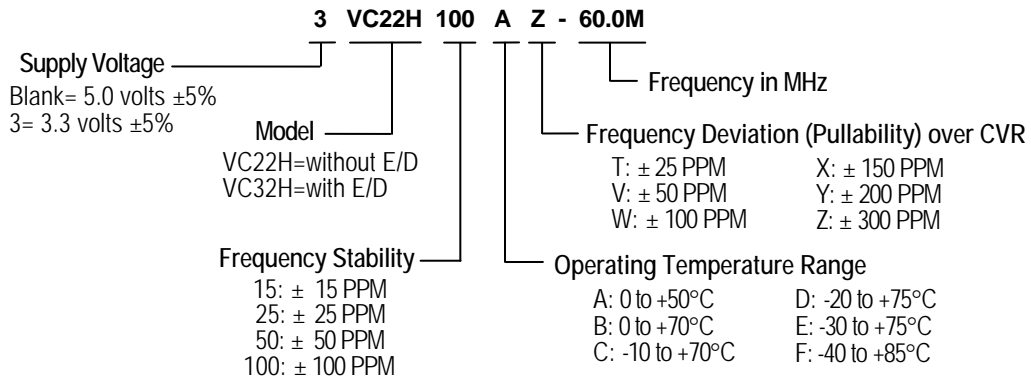 3 VC22H 100 A Z - 60.0M
Supply Voltage
Blank= 5.0 volts ±5%
3= 3.3 volts ±5%
Frequency in MHz
Model
VC22H=without E/D
VC32H=with E/D
Frequency Deviation (Pullability) over CVR
T: ± 25 PPM X: ± 150 PPM
V: ± 50 PPM Y: ± 200 PPM
W: ± 100 PPM Z: ± 300 PPM
Frequency Stability
15: ± 15 PPM
25: ± 25 PPM
50: ± 50 PPM
100: ± 100 PPM
Operating Temperature Range
A: 0 to +50°C D: -20 to +75°C
B: 0 to +70°C E: -30 to +75°C
C: -10 to +70°C F: -40 to +85°C